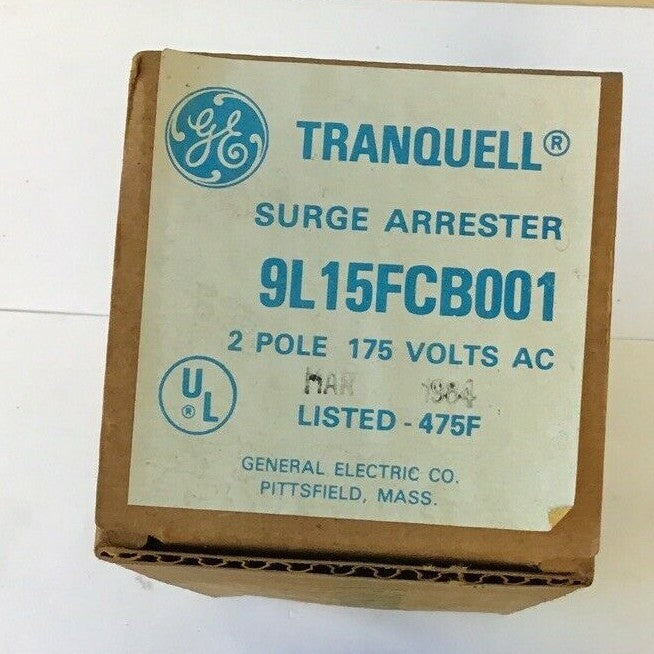 GE TRANQUELL®
SURGE ARRESTER
9L15FCB001
2 POLE 175 VOLTS AC
MAR 1984
UL ® LISTED - 475F
GENERAL ELECTRIC CO.
PITTSFIELD, MASS.